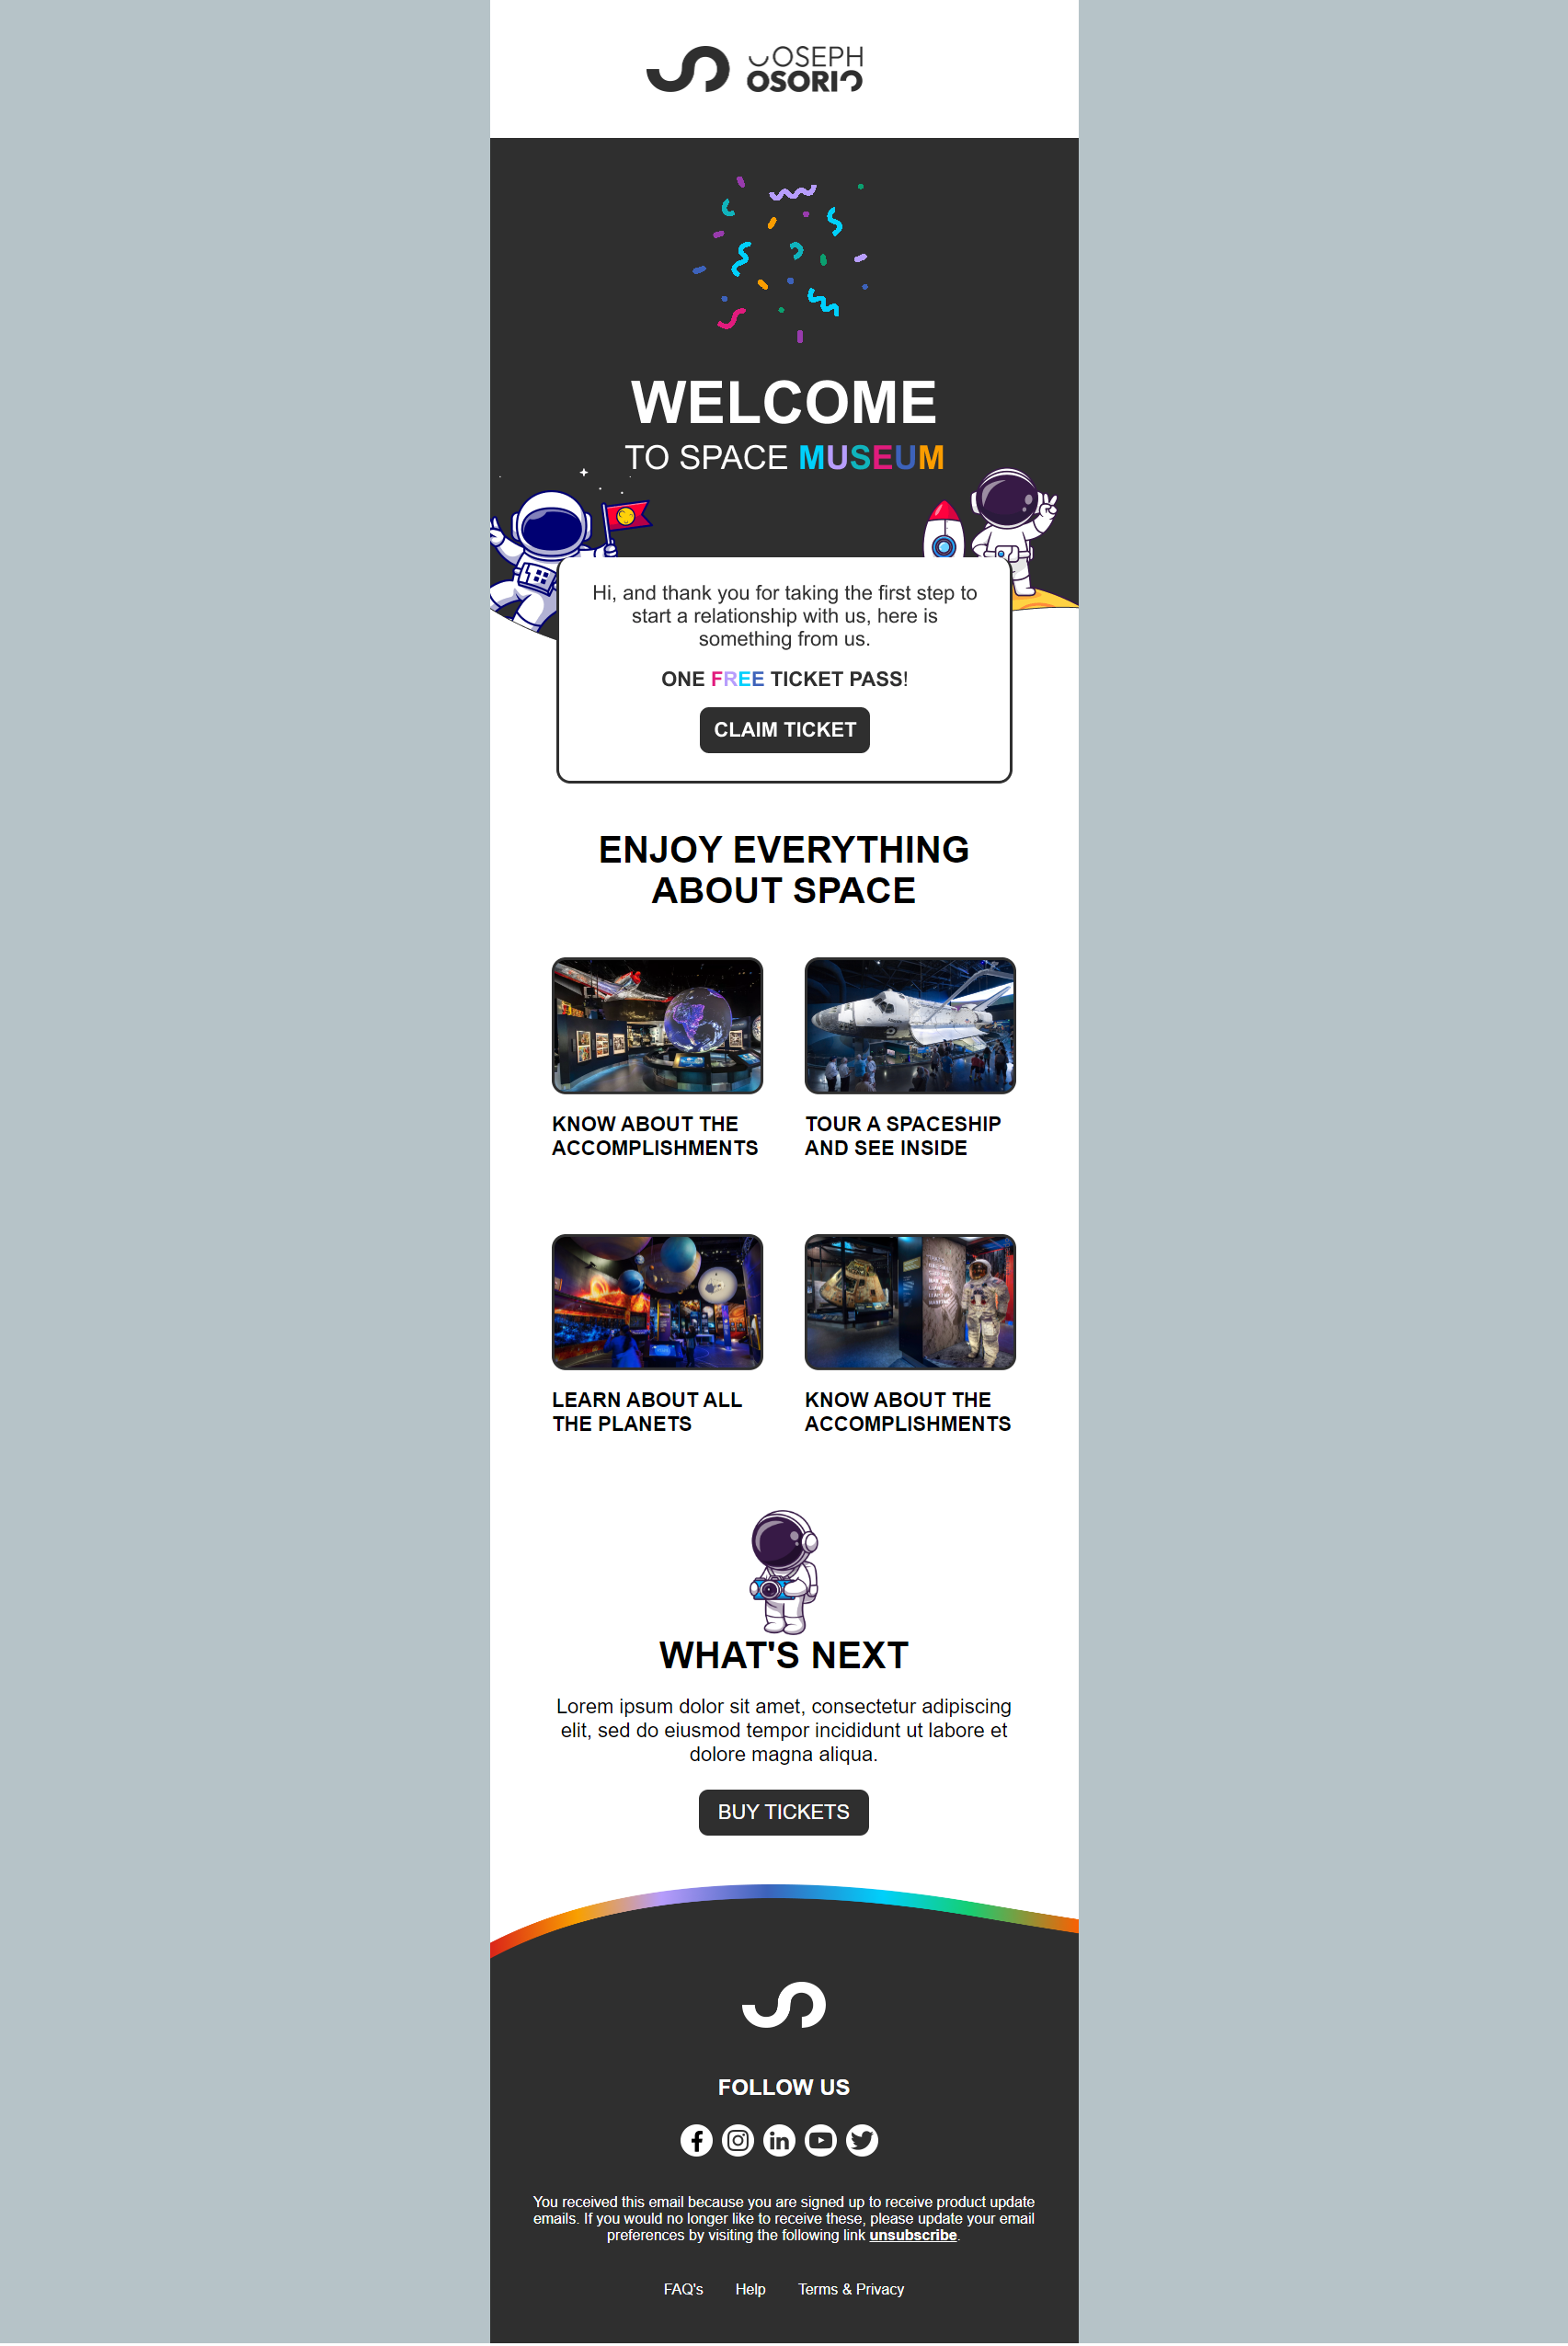 JOSEPH
OSORIO
WELCOME
TO SPACE MUSEUM
Hi, and thank you for taking the first step to
start a relationship with us, here is
something from us.
ONE FREE TICKET PASS!
CLAIM TICKET
ENJOY EVERYTHING
ABOUT SPACE
KNOW ABOUT THE
ACCOMPLISHMENTS
TOUR A SPACESHIP
AND SEE INSIDE
LEARN ABOUT ALL
THE PLANETS
KNOW ABOUT THE
ACCOMPLISHMENTS
WHAT'S NEXT
Lorem ipsum dolor sit amet, consectetur adipiscing
elit, sed do eiusmod tempor incididunt ut labore et
dolore magna aliqua.
BUY TICKETS
FOLLOW US
You received this email because you are signed up to receive product update
emails. If you would no longer like to receive these, please update your email
preferences by visiting the following link unsubscribe.
FAQ's Help Terms & Privacy